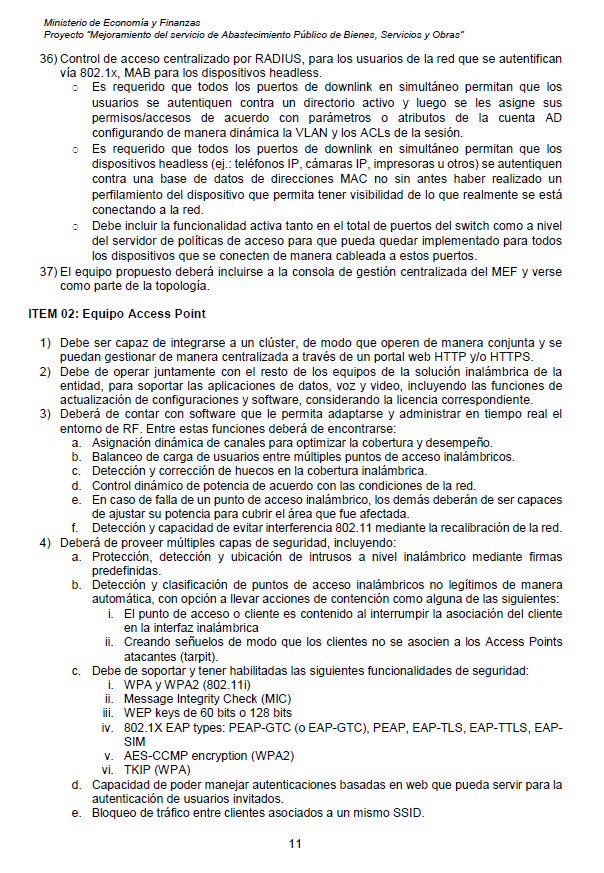 Ministerio de Economía y Finanzas
Proyecto "Mejoramiento del servicio de Abastecimiento Público de Bienes, Servicios y Obras"
36) Control de acceso centralizado por RADIUS, para los usuarios de la red que se autentifican
vía 802.1x, MAB para los dispositivos headless.
○ Es requerido que todos los puertos de downlink en simultáneo permitan que los
usuarios se autentiquen contra un directorio activo y luego se les asigne sus
permisos/accesos de acuerdo con parámetros o atributos de la cuenta AD
configurando de manera dinámica la VLAN y los ACLs de la sesión.
○ Es requerido que todos los puertos de downlink en simultáneo permitan que los
dispositivos headless (ej.: teléfonos IP, cámaras IP, impresoras u otros) se autentiquen
contra una base de datos de direcciones MAC no sin antes haber realizado un
perfilamiento del dispositivo que permita tener visibilidad de lo que realmente se está
conectando a la red.
○ Debe incluir la funcionalidad activa tanto en el total de puertos del switch como a nivel
del servidor de políticas de acceso para que pueda quedar implementado para todos
los dispositivos que se conecten de manera cableada a estos puertos.
37) El equipo propuesto deberá incluirse a la consola de gestión centralizada del MEF y verse
como parte de la topología.
ITEM 02: Equipo Access Point
1) Debe ser capaz de integrarse a un clúster, de modo que operen de manera conjunta y se
puedan gestionar de manera centralizada a través de un portal web HTTP y/o HTTPS.
2) Debe de operar juntamente con el resto de los equipos de la solución inalámbrica de la
entidad, para soportar las aplicaciones de datos, voz y video, incluyendo las funciones de
actualización de configuraciones y software, considerando la licencia correspondiente.
3) Deberá de contar con software que le permita adaptarse y administrar en tiempo real el
entorno de RF. Entre estas funciones deberá de encontrarse:
a. Asignación dinámica de canales para optimizar la cobertura y desempeño.
b. Balanceo de carga de usuarios entre múltiples puntos de acceso inalámbricos.
c. Detección y corrección de huecos en la cobertura inalámbrica.
d. Control dinámico de potencia de acuerdo con las condiciones de la red.
e. En caso de falla de un punto de acceso inalámbrico, los demás deberán de ser capaces
de ajustar su potencia para cubrir el área que fue afectada.
f. Detección y capacidad de evitar interferencia 802.11 mediante la recalibración de la red.
4) Deberá de proveer múltiples capas de seguridad, incluyendo:
a. Protección, detección y ubicación de intrusos a nivel inalámbrico mediante firmas
predefinidas.
b. Detección y clasificación de puntos de acceso inalámbricos no legítimos de manera
automática, con opción a llevar acciones de contención como alguna de las siguientes:
i. El punto de acceso o cliente es contenido al interrumpir la asociación del cliente
en la interfaz inalámbrica
ii. Creando señuelos de modo que los clientes no se asocien a los Access Points
atacantes (tarpit).
c. Debe de soportar y tener habilitadas las siguientes funcionalidades de seguridad:
i. WPA y WPA2 (802.11i)
ii. Message Integrity Check (MIC)
iii. WEP keys de 60 bits o 128 bits
iv. 802.1X EAP types: PEAP-GTC (o EAP-GTC), PEAP, EAP-TLS, EAP-TTLS, EAP-
SIM
v. AES-CCMP encryption (WPA2)
vi. TKIP (WPA)
d. Capacidad de poder manejar autenticaciones basadas en web que pueda servir para la
autenticación de usuarios invitados.
e. Bloqueo de tráfico entre clientes asociados a un mismo SSID.
11